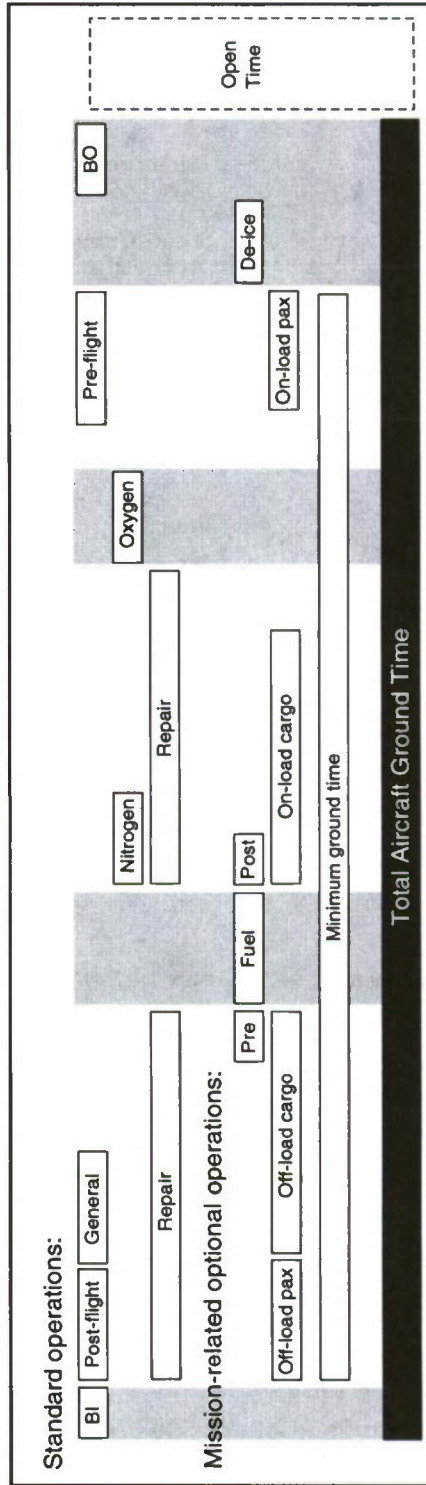 Standard operations:
BI Post-flight General Pre-flight BO
Nitrogen Oxygen
Repair Repair
Mission-related optional operations:
Pre Fuel Post De-ice
Off-load pax Off-load cargo On-load cargo On-load pax
Minimum ground time
Total Aircraft Ground Time
Open
Time